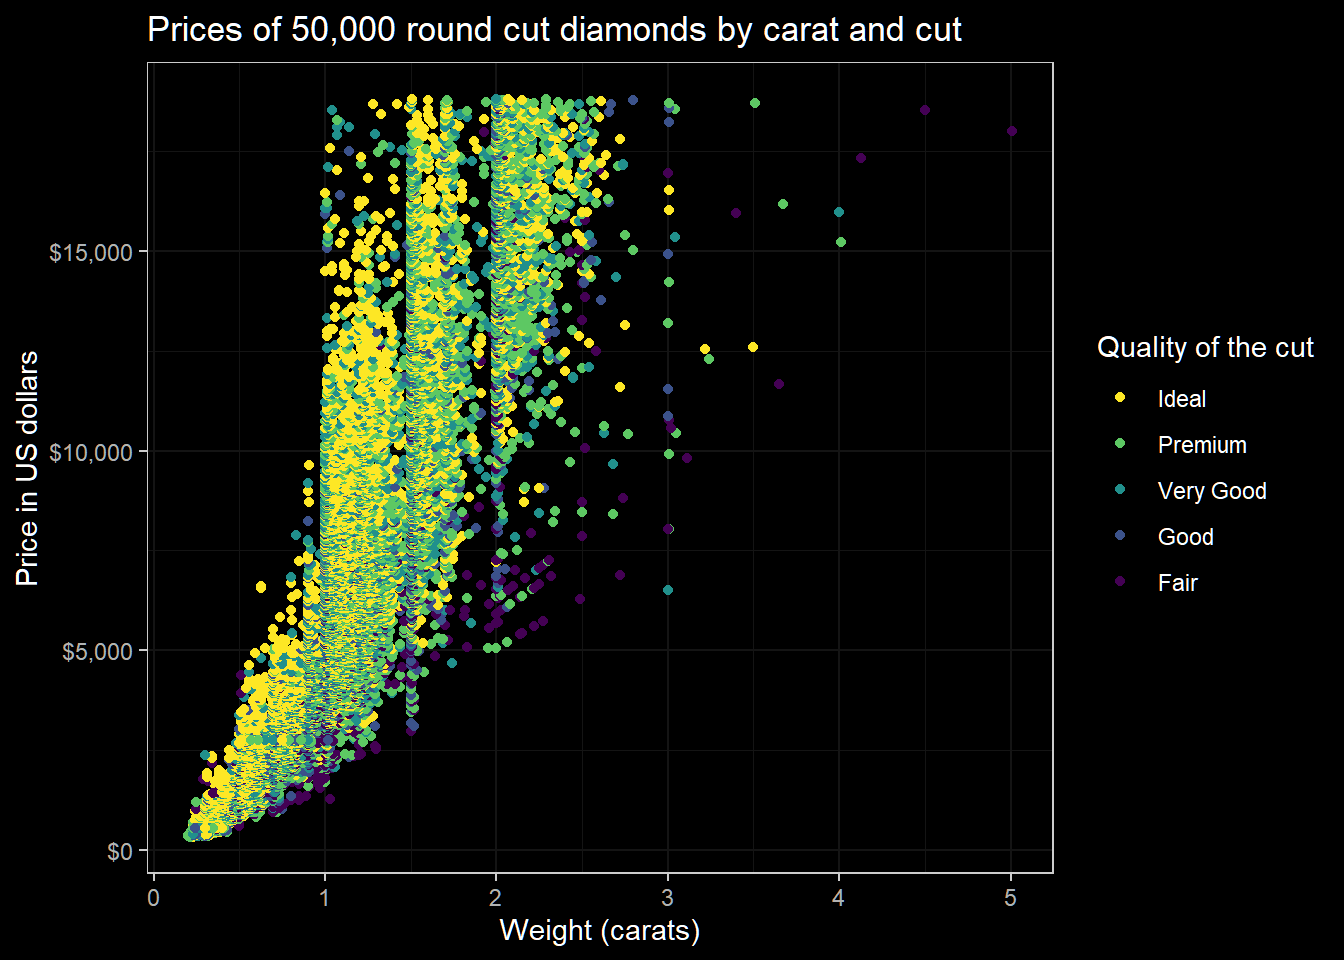 Prices of 50,000 round cut diamonds by carat and cut
Price in US dollars
$15,000
$10,000
$5,000
$0
0 1 2 3 4 5
Weight (carats)
Quality of the cut
Ideal
Premium
Very Good
Good
Fair